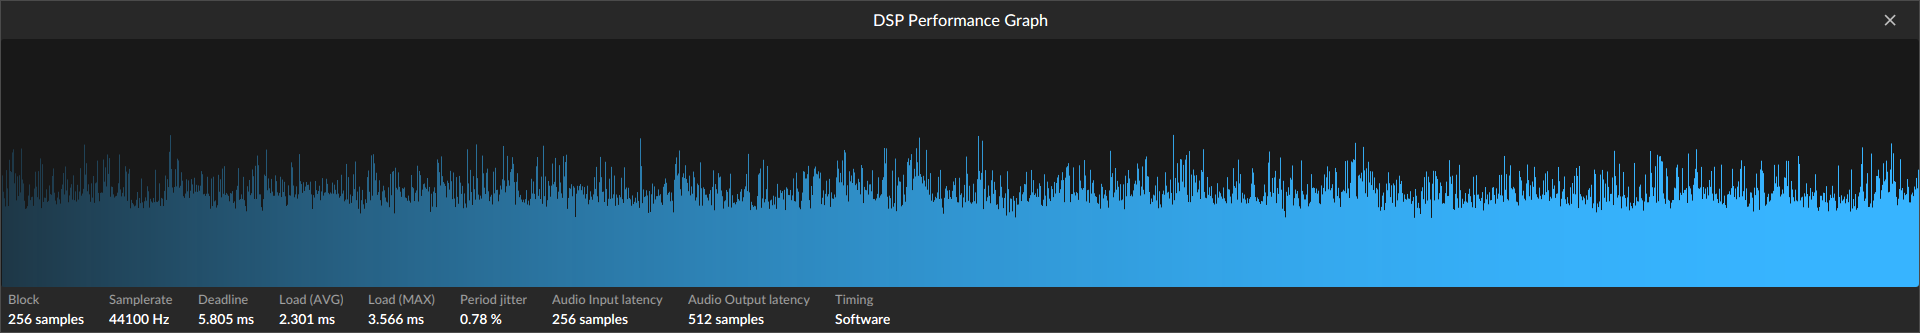 DSP Performance Graph
Block Samplerate Deadline Load (AVG) Load (MAX) Period jitter Audio Input latency Audio Output latency Timing
256 samples 44100 Hz 5.805 ms 2.301 ms 3.566 ms 0.78 % 256 samples 512 samples Software